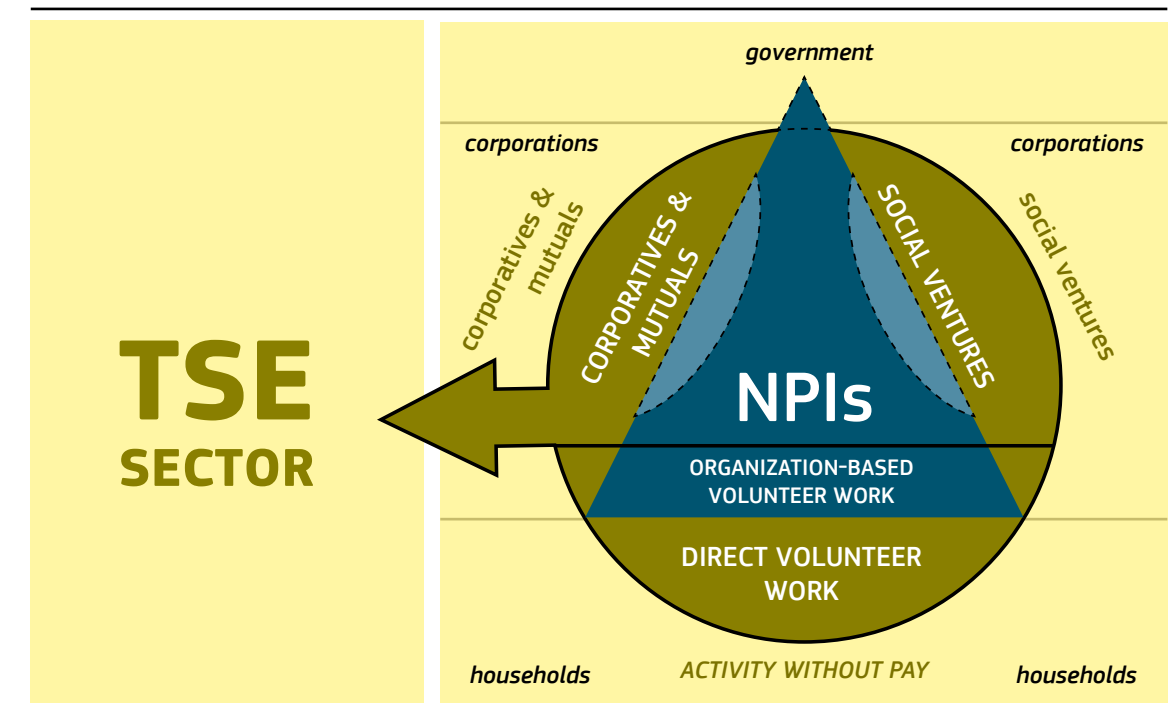 government
corporations
corporations
corporatives &
mutuals
CORPORATIVES &
MUTUALS
SOCIAL VENTURES
social ventures
TSE
SECTOR
NPIs
ORGANIZATION-BASED
VOLUNTEER WORK
DIRECT VOLUNTEER
WORK
households
ACTIVITY WITHOUT PAY
households